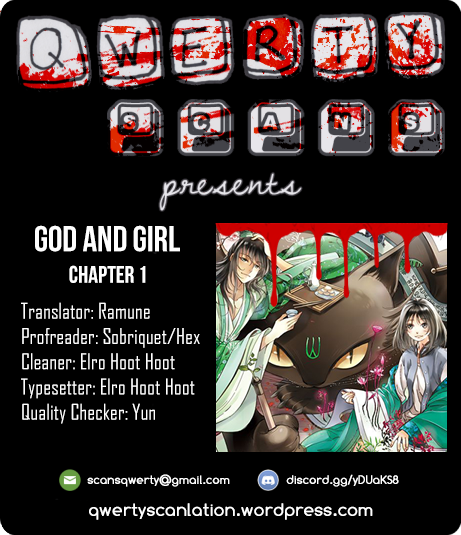 QWERTY
SCANS
presents
GOD AND GIRL
CHAPTER 1
Translator: Ramune
Profreader: Sobriquet/Hex
Cleaner: Elro Hoot Hoot
Typesetter: Elro Hoot Hoot
Quality Checker: Yun
scansqwerty@gmail.com discord.gg/yDUaKS8
qwertyscanlation.wordpress.com